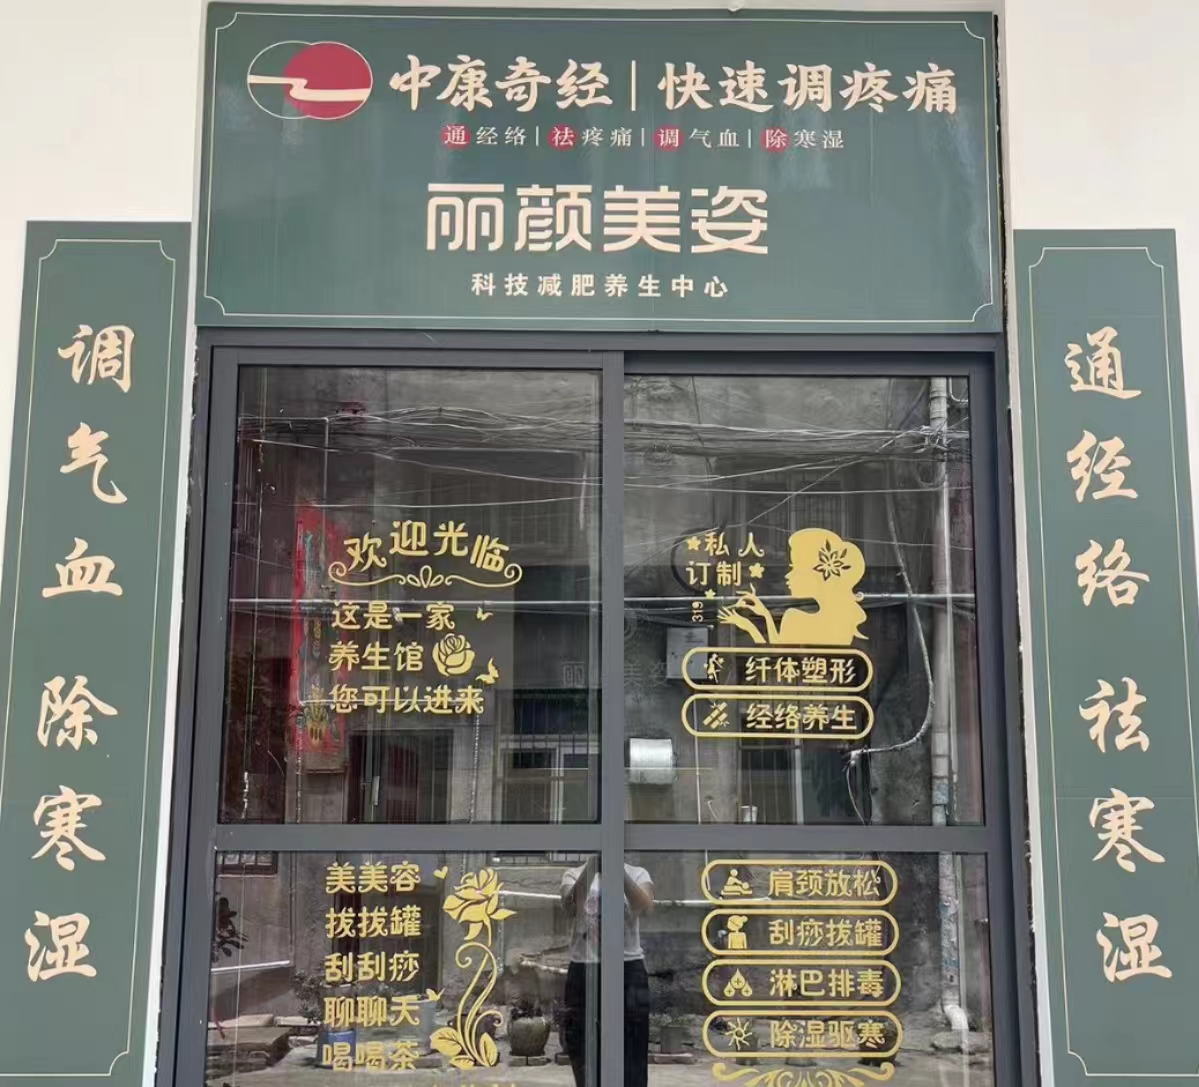 中康奇经|快速调疼痛
通经络|祛疼痛|调气血|除寒湿
丽颜美姿
科技减肥养生中心
调气血除寒湿
通经络祛寒湿
欢迎光临
这是一家
养生馆
您可以进来
美美容
拔拔罐
刮刮痧
聊聊天
喝喝茶
私人
订制
纤体塑形
经络养生
肩颈放松
刮痧拔罐
淋巴排毒
除湿驱寒